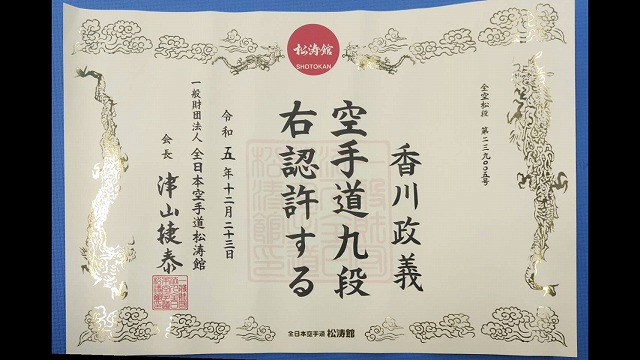 松涛館
SHOTOKAN
全空松段 第二三九〇〇五号
香川政義
空手道九段
右認許する
令和五年十二月二十三日
一般財団法人 全日本空手道松涛館
会長 津山捷泰
全日本空手道 松涛館